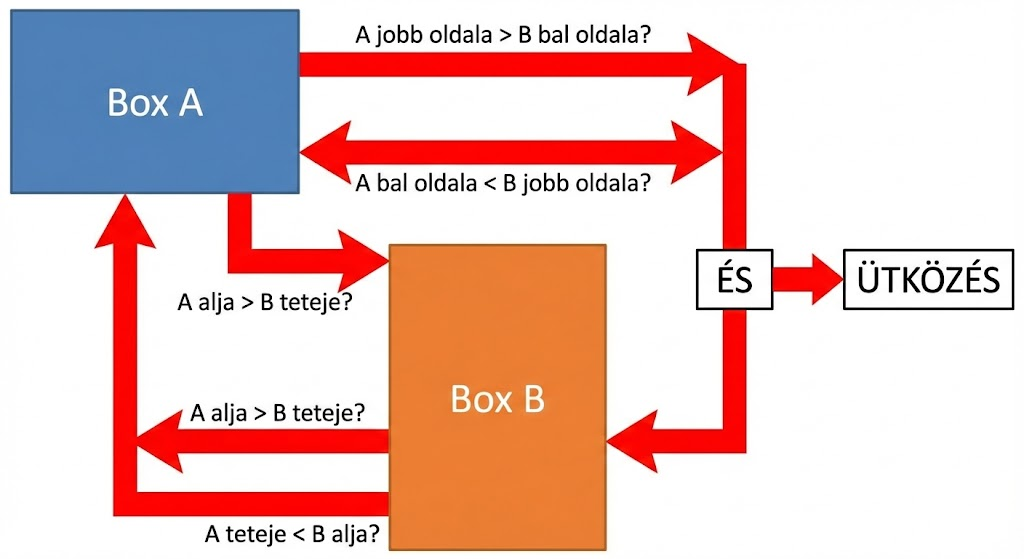 A jobb oldala > B bal oldala?
Box A
A bal oldala < B jobb oldala?
ÉS
ÜTKÖZÉS
A alja > B teteje?
Box B
A alja > B teteje?
A teteje < B alja?